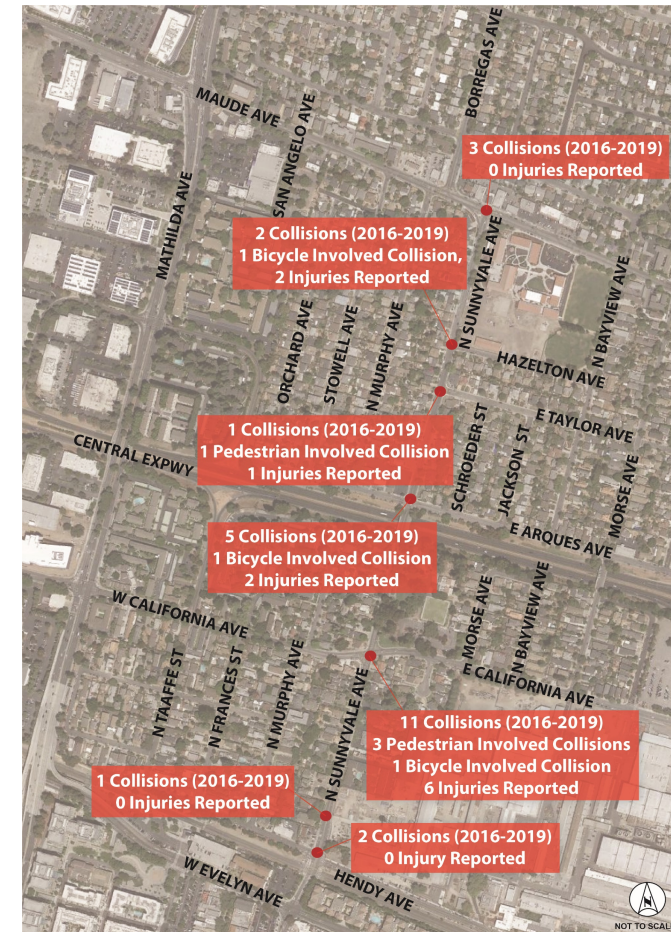 BORREGAS AVE
MAUDE AVE
SAN ANGELO AVE
3 Collisions (2016-2019)
0 Injuries Reported
MATHILDA AVE
2 Collisions (2016-2019)
1 Bicycle Involved Collision,
2 Injuries Reported
N SUNNYVALE AVE
N BAYVIEW AVE
ORCHARD AVE
STOWELL AVE
N MURPHY AVE
HAZELTON AVE
E TAYLOR AVE
1 Collisions (2016-2019)
1 Pedestrian Involved Collision
1 Injuries Reported
CENTRAL EXPWY
SCHROEDER ST
JACKSON ST
MORSE AVE
5 Collisions (2016-2019)
1 Bicycle Involved Collision
2 Injuries Reported
E ARQUES AVE
W CALIFORNIA AVE
MORSE AVE
N BAYVIEW AVE
N TAAFFE ST
N FRANCES ST
N MURPHY AVE
N SUNNYVALE AVE
E CALIFORNIA AVE
11 Collisions (2016-2019)
3 Pedestrian Involved Collisions
1 Bicycle Involved Collision
6 Injuries Reported
1 Collisions (2016-2019)
0 Injuries Reported
2 Collisions (2016-2019)
0 Injury Reported
W EVELYN AVE
HENDY AVE
N
NOT TO SCALE